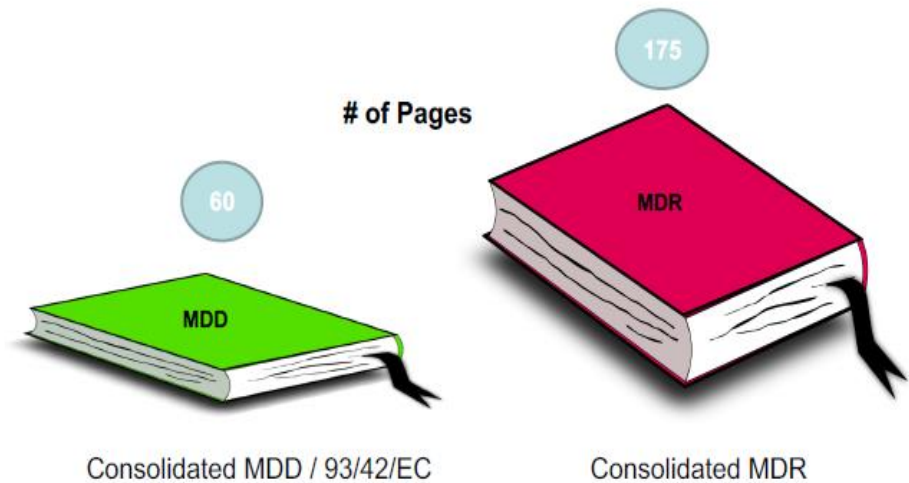 175
# of Pages
60
MDR
MDD
Consolidated MDD / 93/42/EC
Consolidated MDR